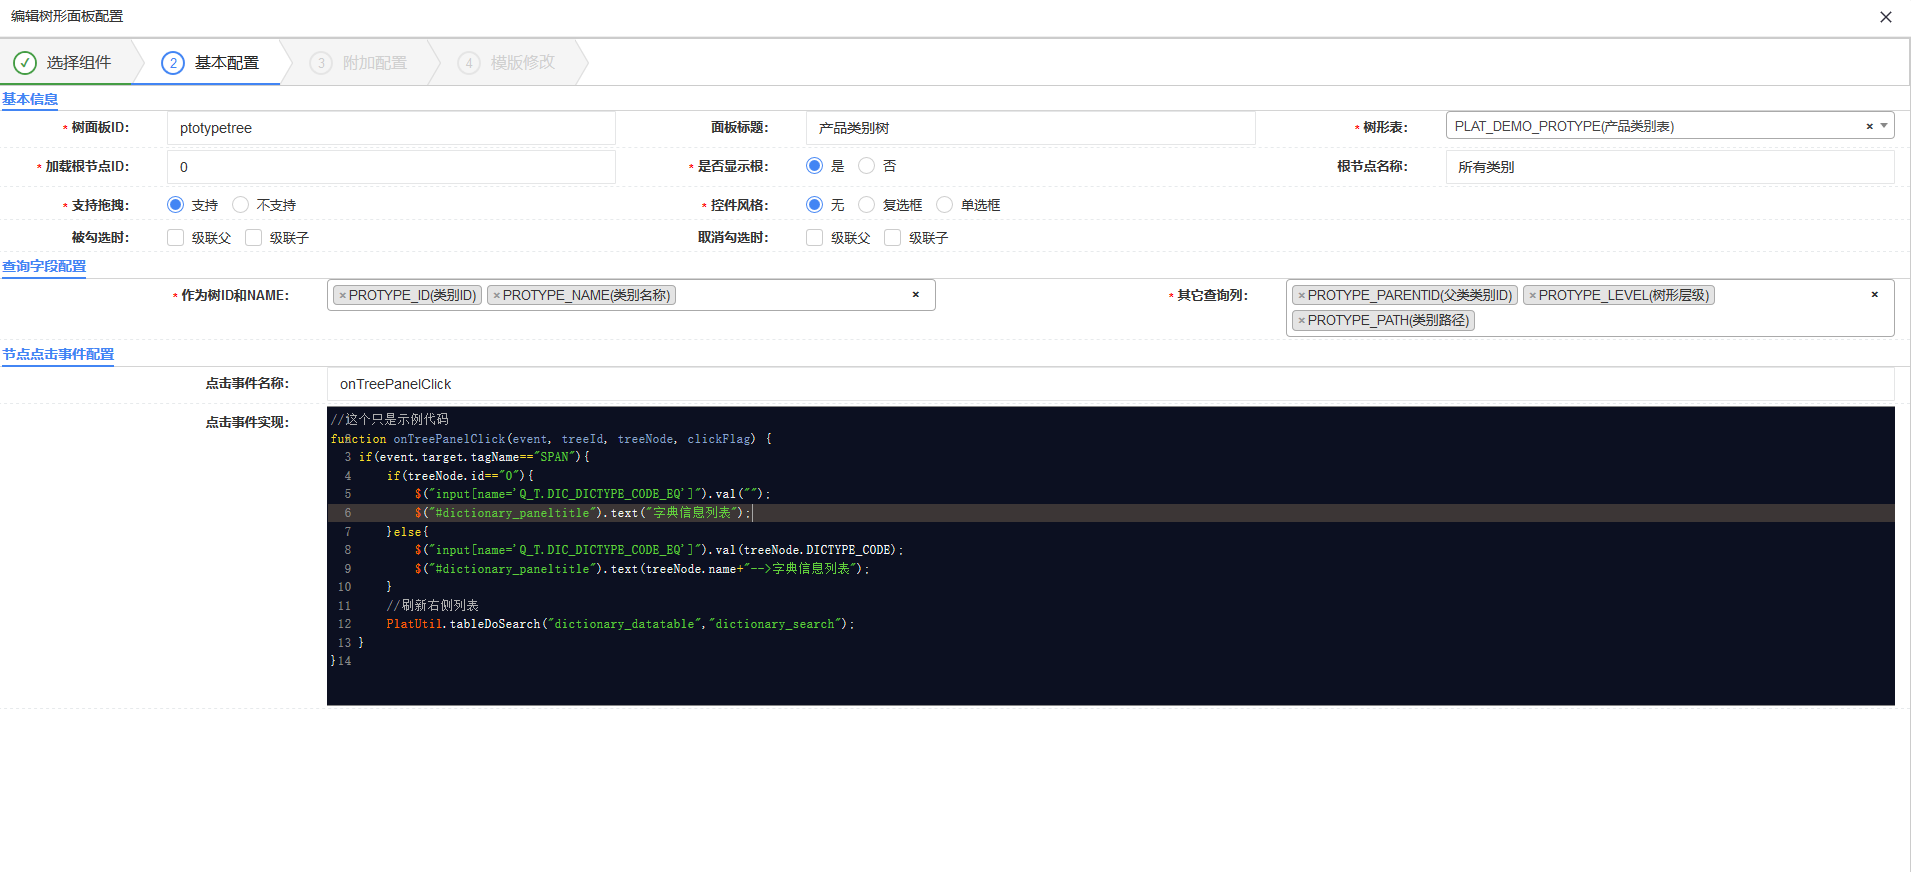 编辑树形面板配置
选择组件 2 基本配置 3 附加配置 4 模版修改
基本信息
* 树面板ID: ptotypetree 面板标题: 产品类别树 * 树形表: PLAT_DEMO_PROTYPE(产品类别表) ×
* 加载根节点ID: 0 * 是否显示根: 是 否 根节点名称: 所有类别
* 支持拖拽: 支持 不支持 * 控件风格: 无 复选框 单选框
被勾选时: 级联父 级联子 取消勾选时: 级联父 级联子
查询字段配置
* 作为树ID和NAME: ×PROTYPE_ID(类别ID) ×PROTYPE_NAME(类别名称) × * 其它查询列: ×PROTYPE_PARENTID(父类类别ID) ×PROTYPE_LEVEL(树形层级) ×
×PROTYPE_PATH(类别路径)
节点点击事件配置
点击事件名称: onTreePanelClick
点击事件实现: //这个只是示例代码
function onTreePanelClick(event, treeId, treeNode, clickFlag) {
3 if(event.target.tagName=="SPAN"){
4 if(treeNode.id=="0"){
5 $("input[name='Q_T.DIC_DICTYPE_CODE_EQ']").val("");
6 $("#dictionary_paneltitle").text("字典信息列表");
7 }else{
8 $("input[name='Q_T.DIC_DICTYPE_CODE_EQ']").val(treeNode.DICTYPE_CODE);
9 $("#dictionary_paneltitle").text(treeNode.name+"-->字典信息列表");
10 }
11 //刷新右侧列表
12 PlatUtil.tableDoSearch("dictionary_datatable","dictionary_search");
13 }
}14